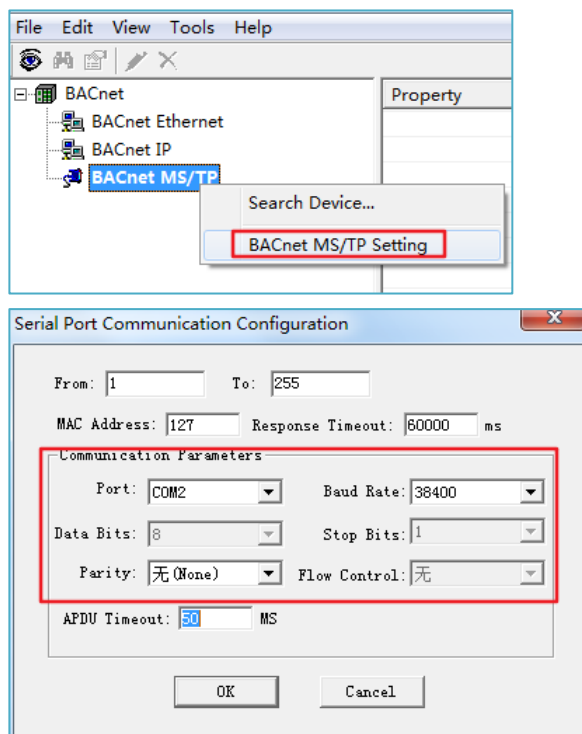 File Edit View Tools Help
BACnet
Property
BACnet Ethernet
BACnet IP
BACnet MS/TP
Search Device...
BACnet MS/TP Setting
Serial Port Communication Configuration
From: 1 To: 255
MAC Address: 127 Response Timeout: 60000 ms
Communication Parameters
Port: COM2 Baud Rate: 38400
Data Bits: 8 Stop Bits: 1
Parity: 无(None) Flow Control: 无
APDU Timeout: 50 MS
OK Cancel